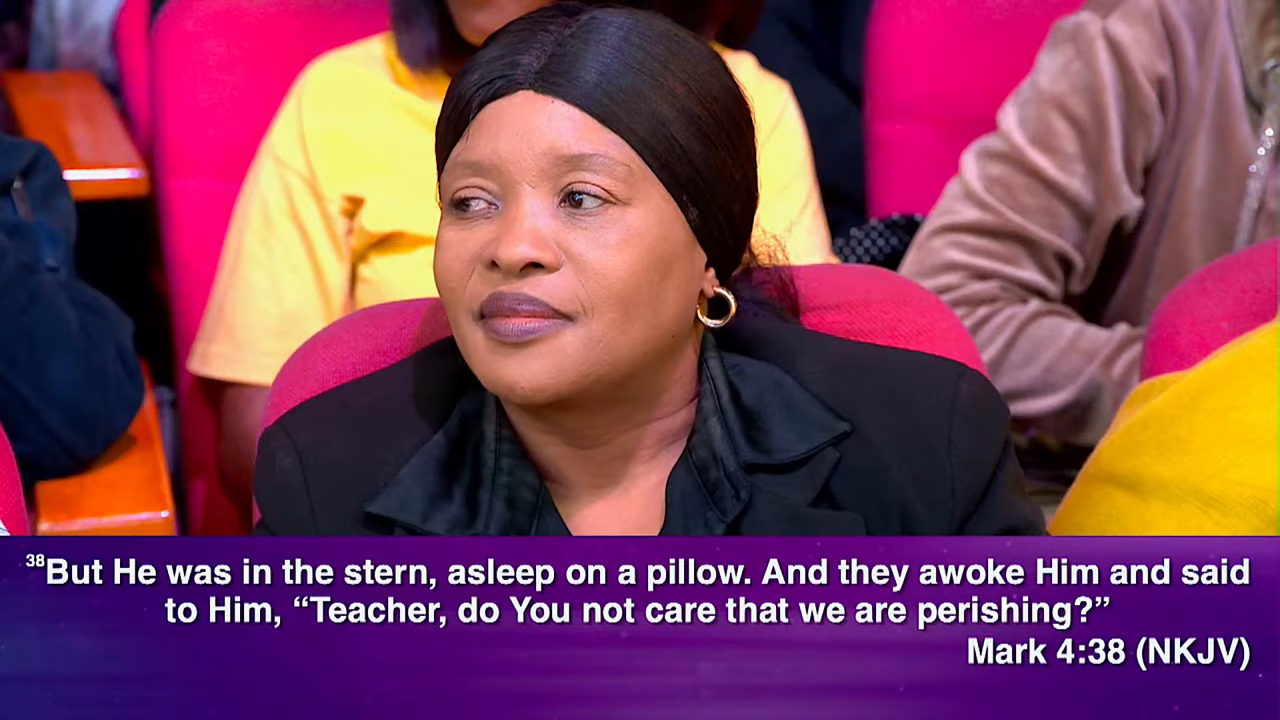 ³⁸But He was in the stern, asleep on a pillow. And they awoke Him and said
to Him, “Teacher, do You not care that we are perishing?”
Mark 4:38 (NKJV)